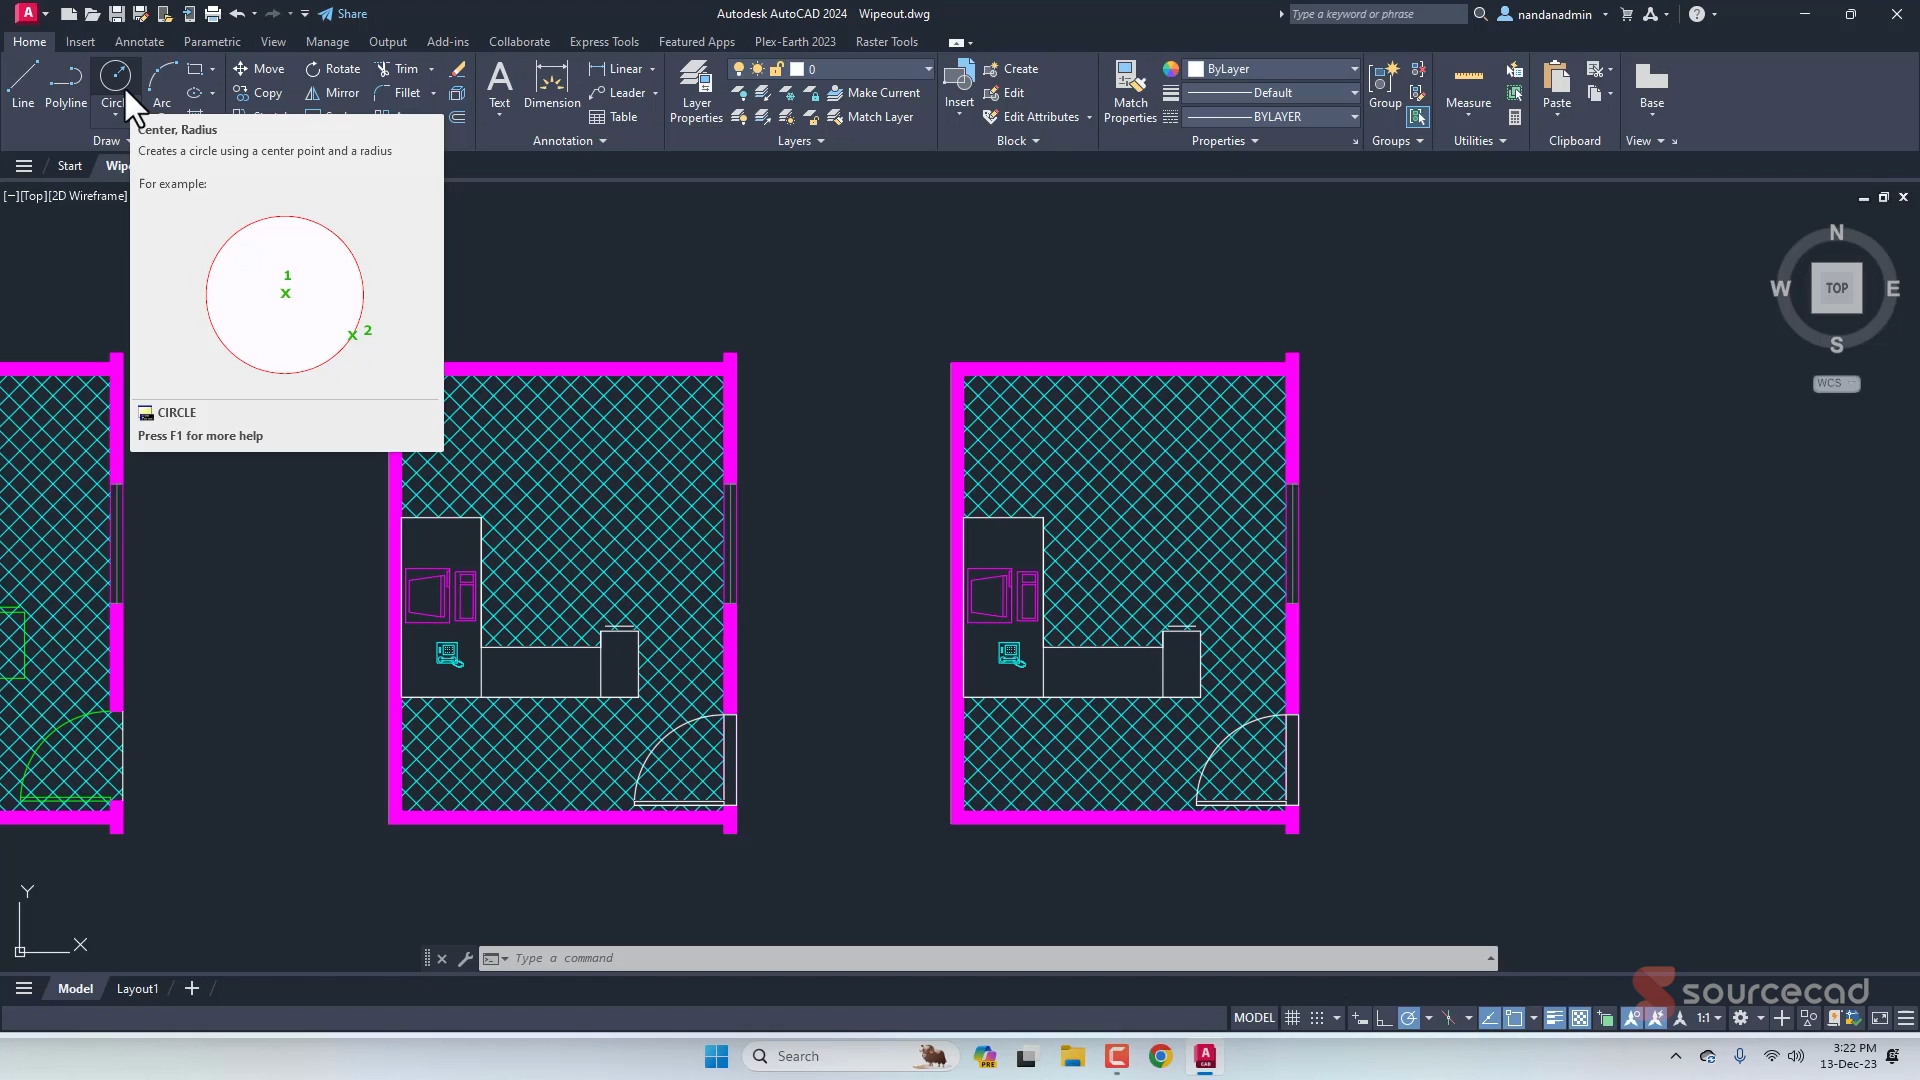 Share
Autodesk AutoCAD 2024 Wipeout.dwg
Type a keyword or phrase
nandanadmin
Home Insert Annotate Parametric View Manage Output Add-ins Collaborate Express Tools Featured Apps Plex-Earth 2023 Raster Tools
Line Polyline Circle Arc
Move Rotate Trim
Copy Mirror Fillet
Text Dimension
Linear
Leader
Table
Layer Properties
0
Make Current
Match Layer
Insert
Create
Edit
Edit Attributes
Match Properties
ByLayer
Default
BYLAYER
Group
Measure
Paste
Base
Draw Annotation Layers Block Properties Groups Utilities Clipboard View
Start
[−][Top][2D Wireframe]
Center, Radius
Creates a circle using a center point and a radius
For example:
1
x
x 2
CIRCLE
Press F1 for more help
N
W TOP E
S
WCS
Y
X
Type a command
Model Layout1
sourcecad
MODEL 1:1
Search
PRE
CAD
3:22 PM
13-Dec-23